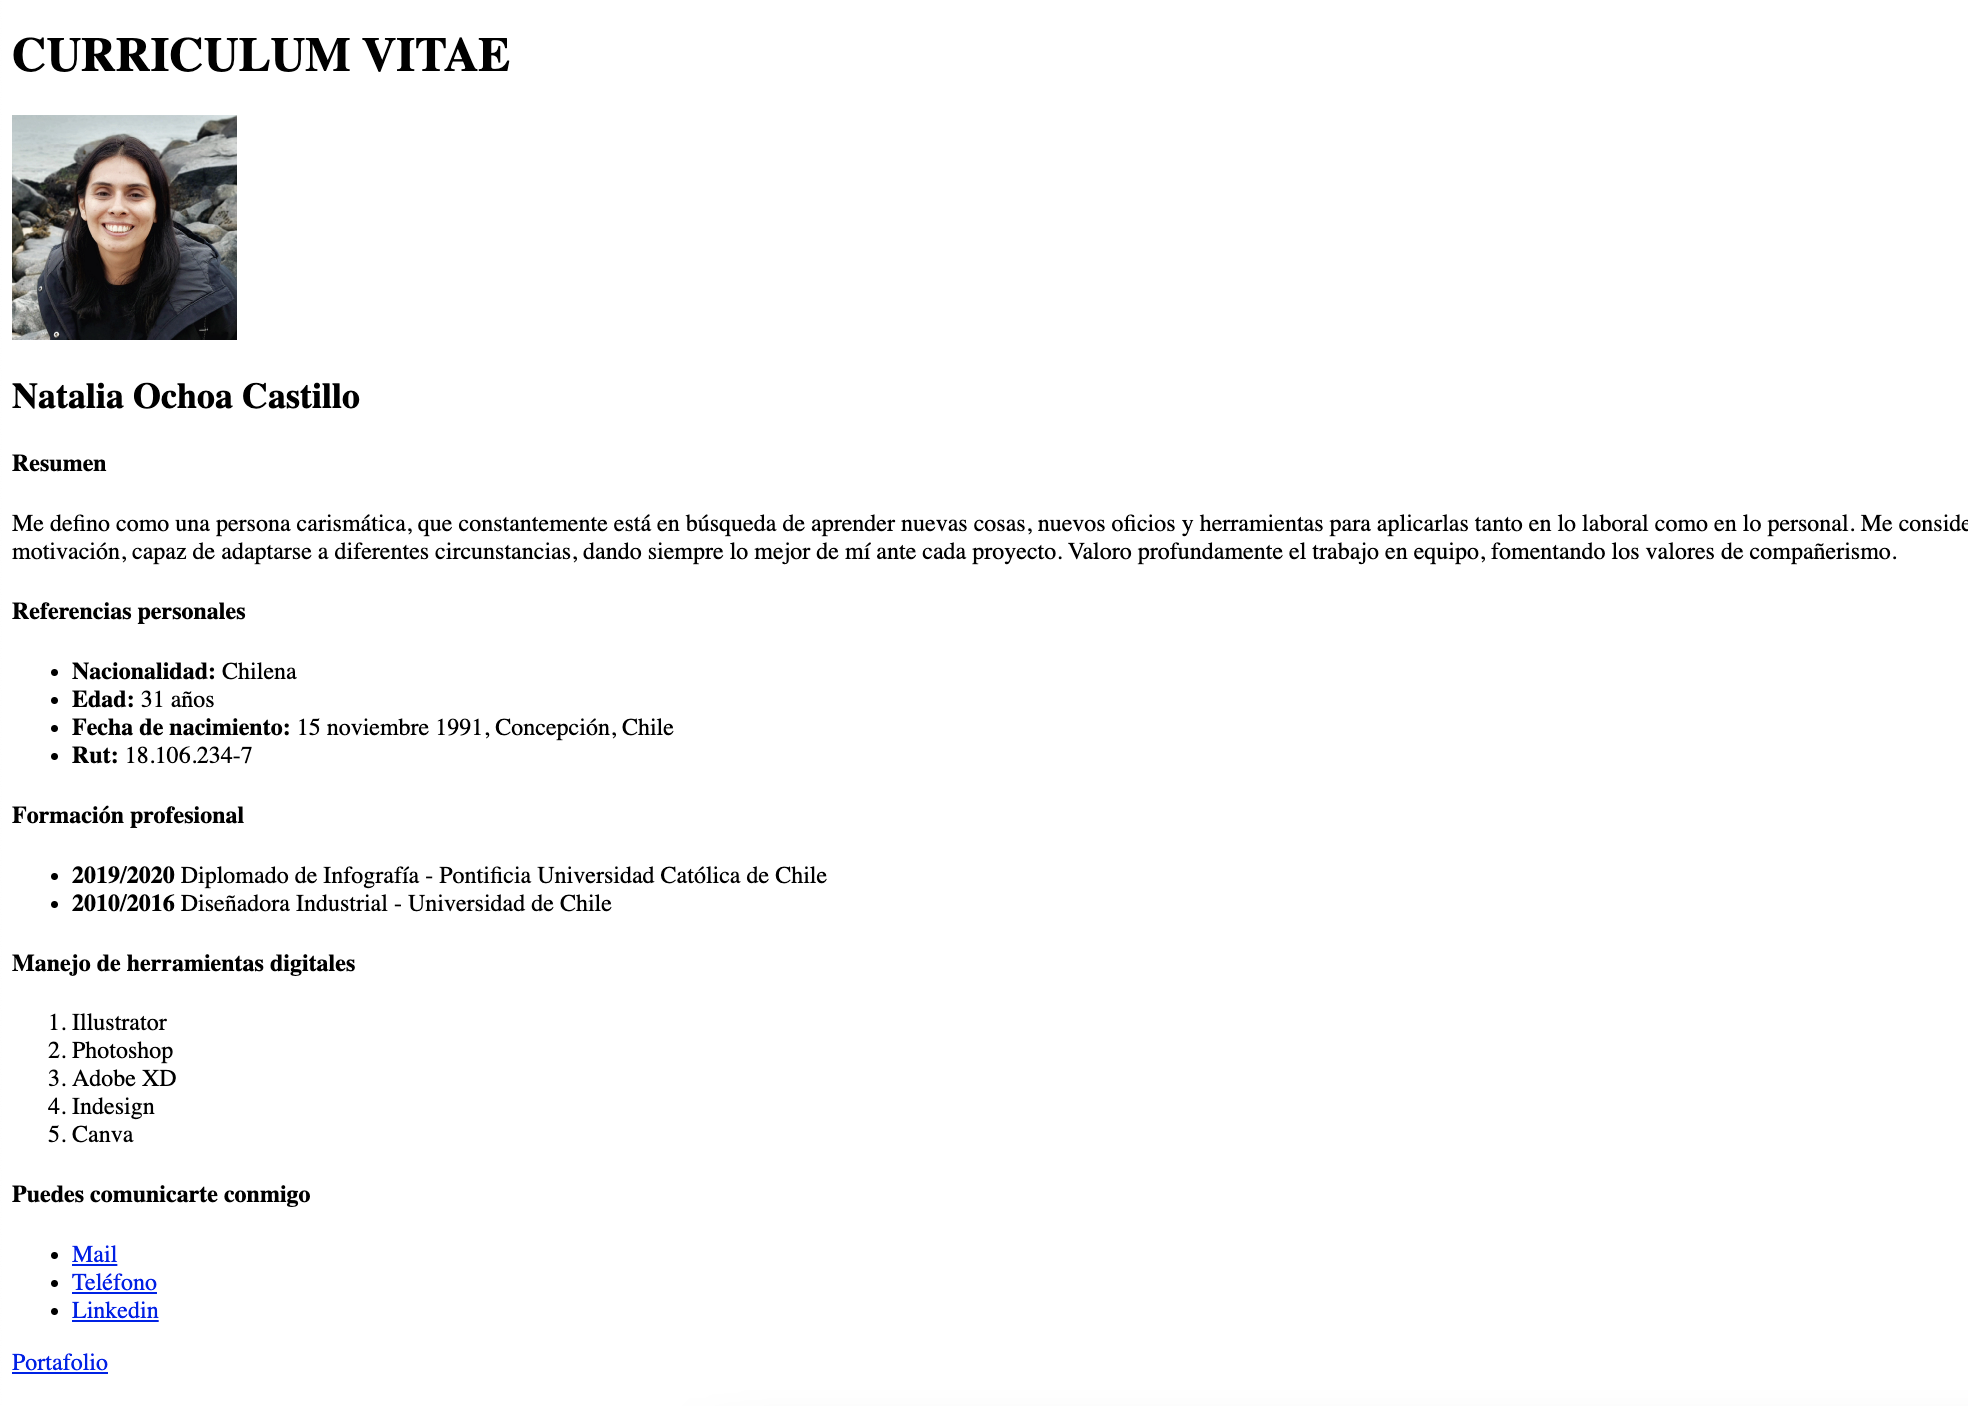 CURRICULUM VITAE
Natalia Ochoa Castillo
Resumen
Me defino como una persona carismática, que constantemente está en búsqueda de aprender nuevas cosas, nuevos oficios y herramientas para aplicarlas tanto en lo laboral como en lo personal. Me
motivación, capaz de adaptarse a diferentes circunstancias, dando siempre lo mejor de mí ante cada proyecto. Valoro profundamente el trabajo en equipo, fomentando los valores de compañerismo.
Referencias personales
• Nacionalidad: Chilena
• Edad: 31 años
• Fecha de nacimiento: 15 noviembre 1991, Concepción, Chile
• Rut: 18.106.234-7
Formación profesional
• 2019/2020 Diplomado de Infografía - Pontificia Universidad Católica de Chile
• 2010/2016 Diseñadora Industrial - Universidad de Chile
Manejo de herramientas digitales
1. Illustrator
2. Photoshop
3. Adobe XD
4. Indesign
5. Canva
Puedes comunicarte conmigo
• Mail
• Teléfono
• Linkedin
Portafolio